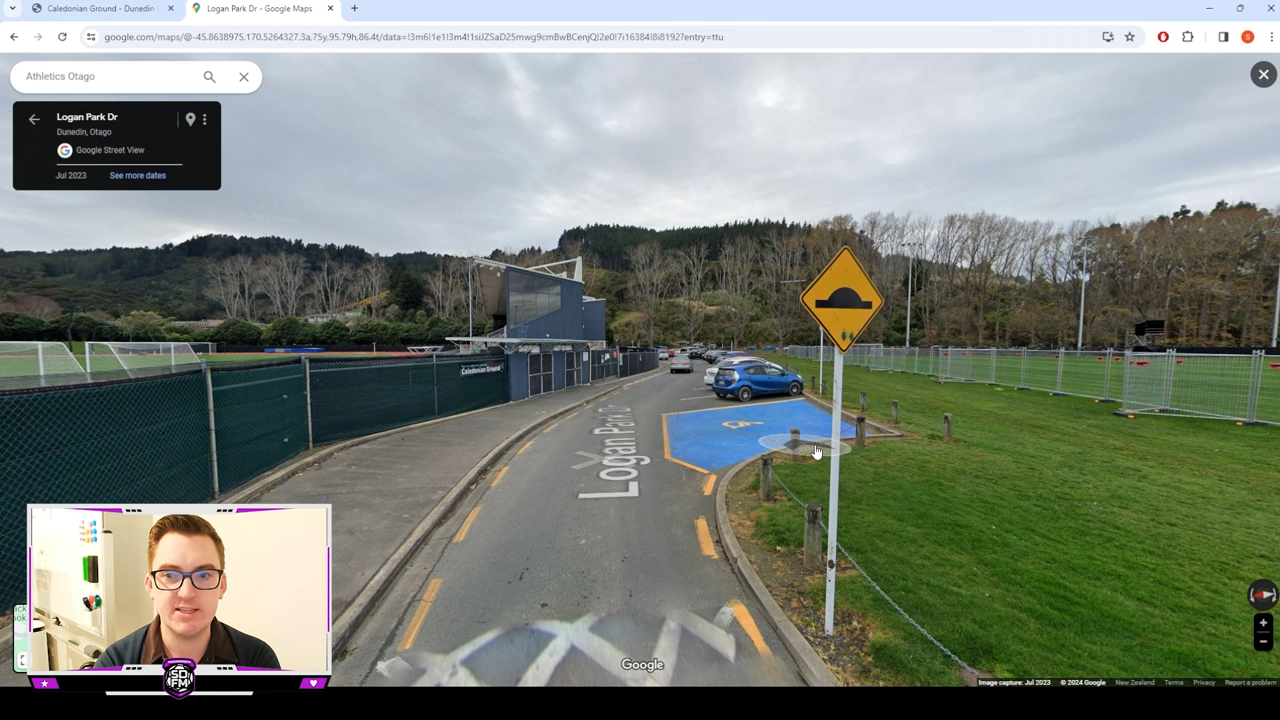 Caledonian Ground - Dunedin
Logan Park Dr - Google Maps
google.com/maps/@-45.8638975,170.5264327,3a,75y,95.79h,86.4t/data=!3m6!1e1!3m4!1siJZSaD25mwg9cmBwBCenjQ!2e0!7i16384!8i8192?entry=ttu
S
Athletics Otago
Logan Park Dr
Dunedin, Otago
Google Street View
Jul 2023 See more dates
Caledonian Ground
Logan Park Dr
SD
FM
Google
Image capture: Jul 2023 © 2024 Google New Zealand Terms Privacy Report a problem